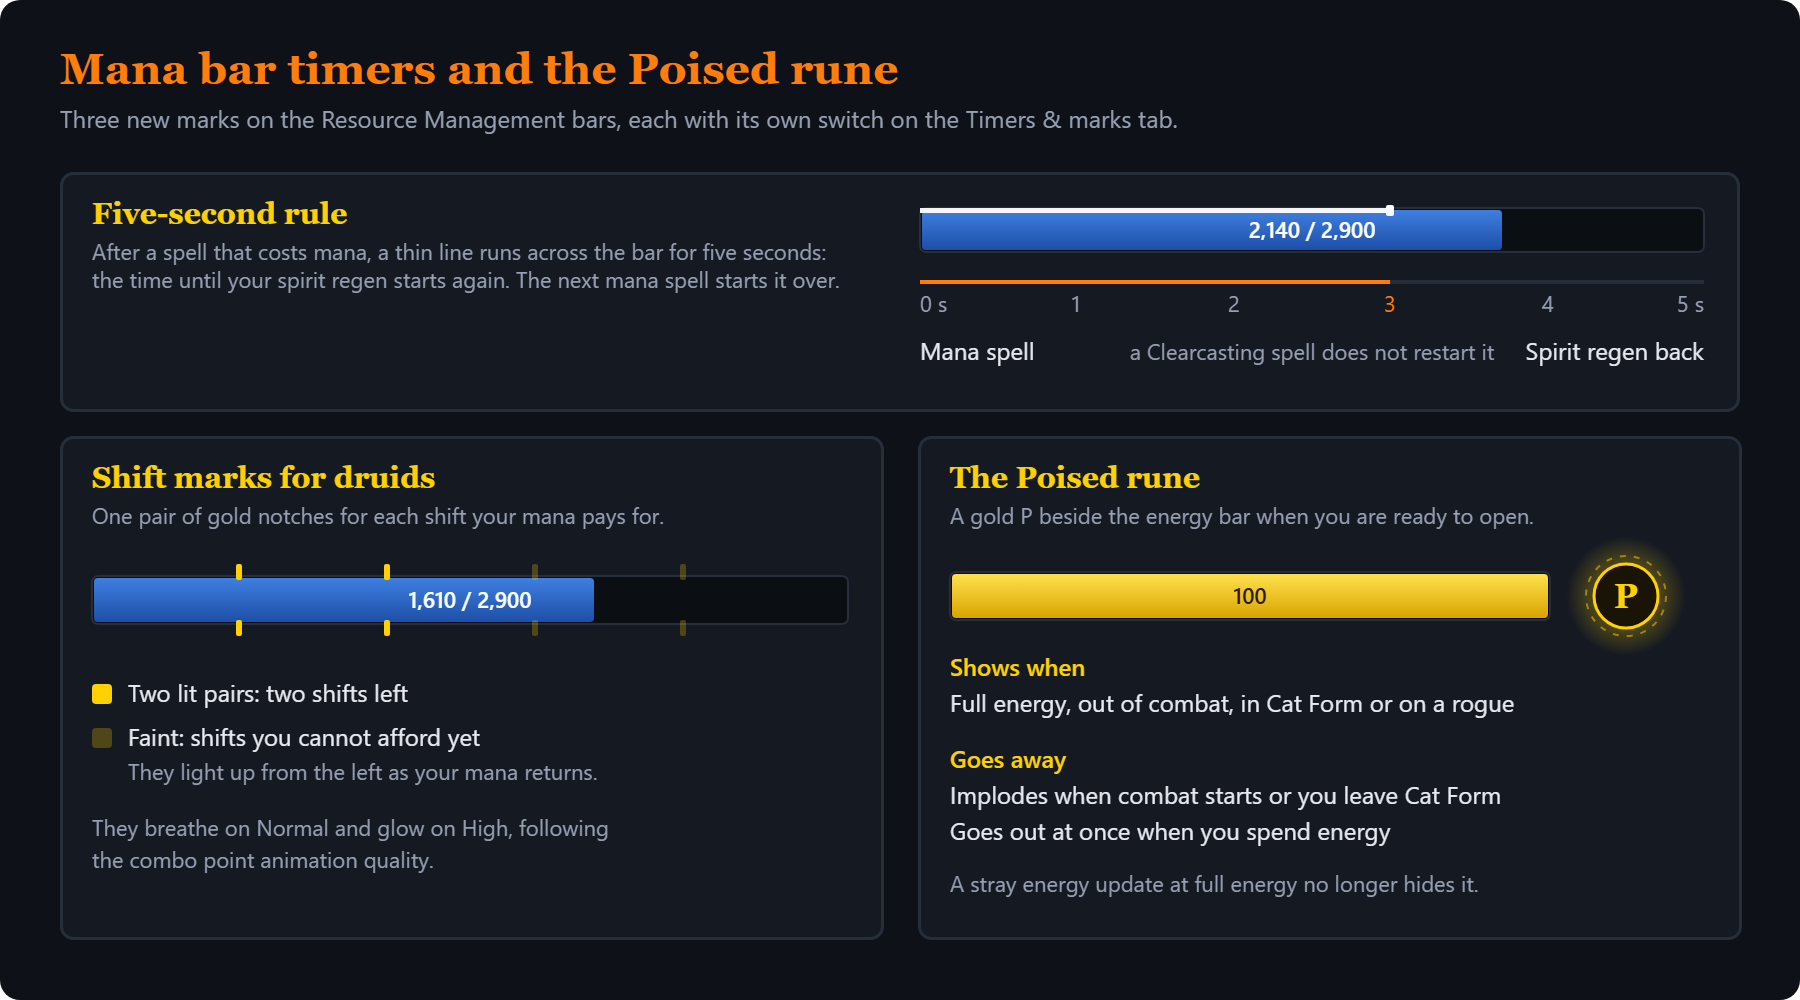 Mana bar timers and the Poised rune
Three new marks on the Resource Management bars, each with its own switch on the Timers & marks tab.
Five-second rule
After a spell that costs mana, a thin line runs across the bar for five seconds:
the time until your spirit regen starts again. The next mana spell starts it over.
2,140 / 2,900
0 s 1 2 3 4 5 s
Mana spell a Clearcasting spell does not restart it Spirit regen back
Shift marks for druids
One pair of gold notches for each shift your mana pays for.
1,610 / 2,900
Two lit pairs: two shifts left
Faint: shifts you cannot afford yet
They light up from the left as your mana returns.
They breathe on Normal and glow on High, following
the combo point animation quality.
The Poised rune
A gold P beside the energy bar when you are ready to open.
100 P
Shows when
Full energy, out of combat, in Cat Form or on a rogue
Goes away
Implodes when combat starts or you leave Cat Form
Goes out at once when you spend energy
A stray energy update at full energy no longer hides it.